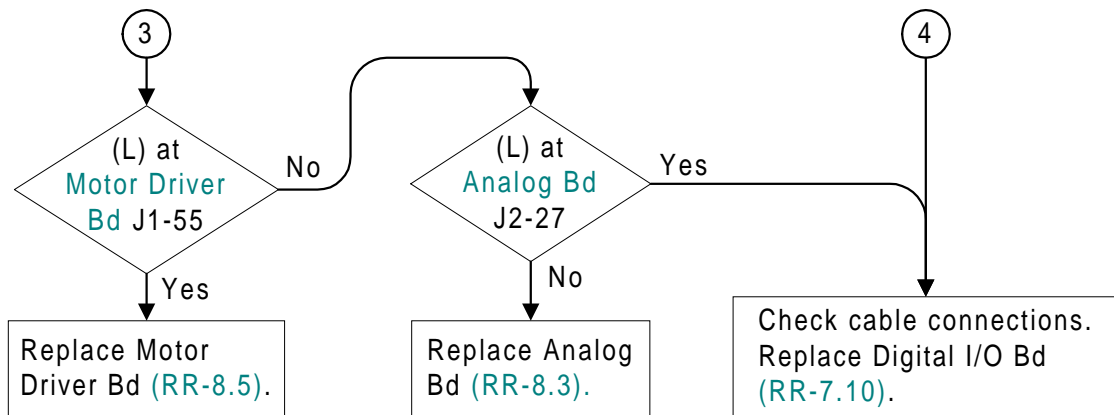 3
(L) at
Motor Driver
Bd J1-55
No
Yes
Replace Motor
Driver Bd (RR-8.5).
(L) at
Analog Bd
J2-27
Yes
No
Replace Analog
Bd (RR-8.3).
4
Check cable connections.
Replace Digital I/O Bd
(RR-7.10).